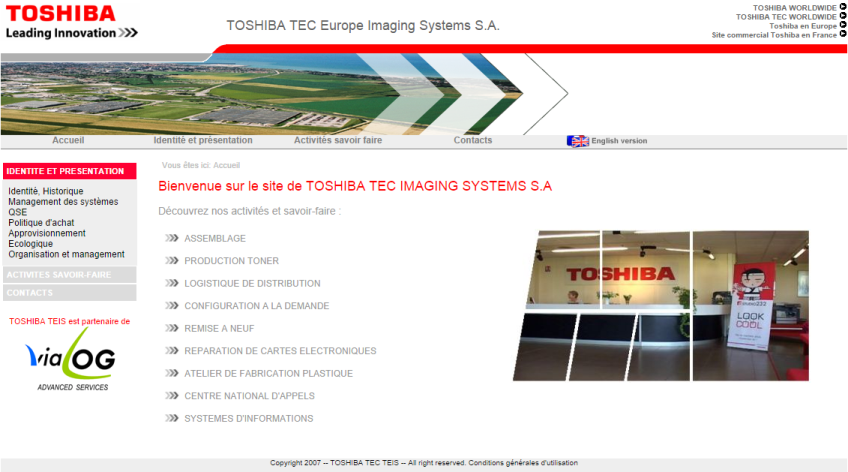 TOSHIBA
Leading Innovation >>>
TOSHIBA TEC Europe Imaging Systems S.A.
TOSHIBA WORLDWIDE
TOSHIBA TEC WORLDWIDE
Toshiba en Europe
Site commercial Toshiba en France
Accueil
Identité et présentation
Activités savoir faire
Contacts
English version
IDENTITE ET PRESENTATION
Identité, Historique
Management des systèmes
QSE
Politique d'achat
Approvisionnement
Ecologique
Organisation et management
ACTIVITES SAVOIR-FAIRE
CONTACTS
TOSHIBA TEIS est partenaire de
viaLOG
ADVANCED SERVICES
Vous êtes ici: Accueil
Bienvenue sur le site de TOSHIBA TEC IMAGING SYSTEMS S.A
Découvrez nos activités et savoir-faire :
ASSEMBLAGE
PRODUCTION TONER
LOGISTIQUE DE DISTRIBUTION
CONFIGURATION A LA DEMANDE
REMISE A NEUF
REPARATION DE CARTES ELECTRONIQUES
ATELIER DE FABRICATION PLASTIQUE
CENTRE NATIONAL D'APPELS
SYSTEMES D'INFORMATIONS
TOSHIBA
LOOK
COOL
Copyright 2007 -- TOSHIBA TEC TEIS -- All right reserved. Conditions générales d'utilisation